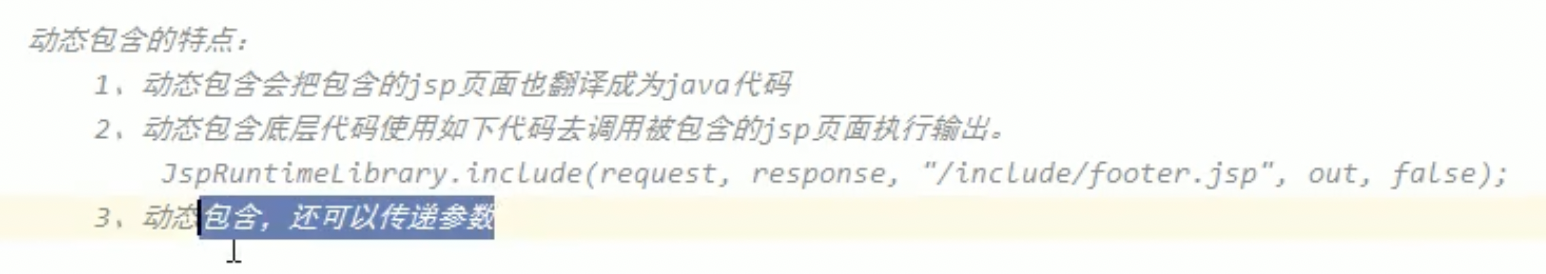 动态包含的特点：
1、动态包含会把包含的jsp页面也翻译成为java代码
2、动态包含底层代码使用如下代码去调用被包含的jsp页面执行输出。
JspRuntimeLibrary.include(request, response, "/include/footer.jsp", out, false);
3、动态包含，还可以传递参数